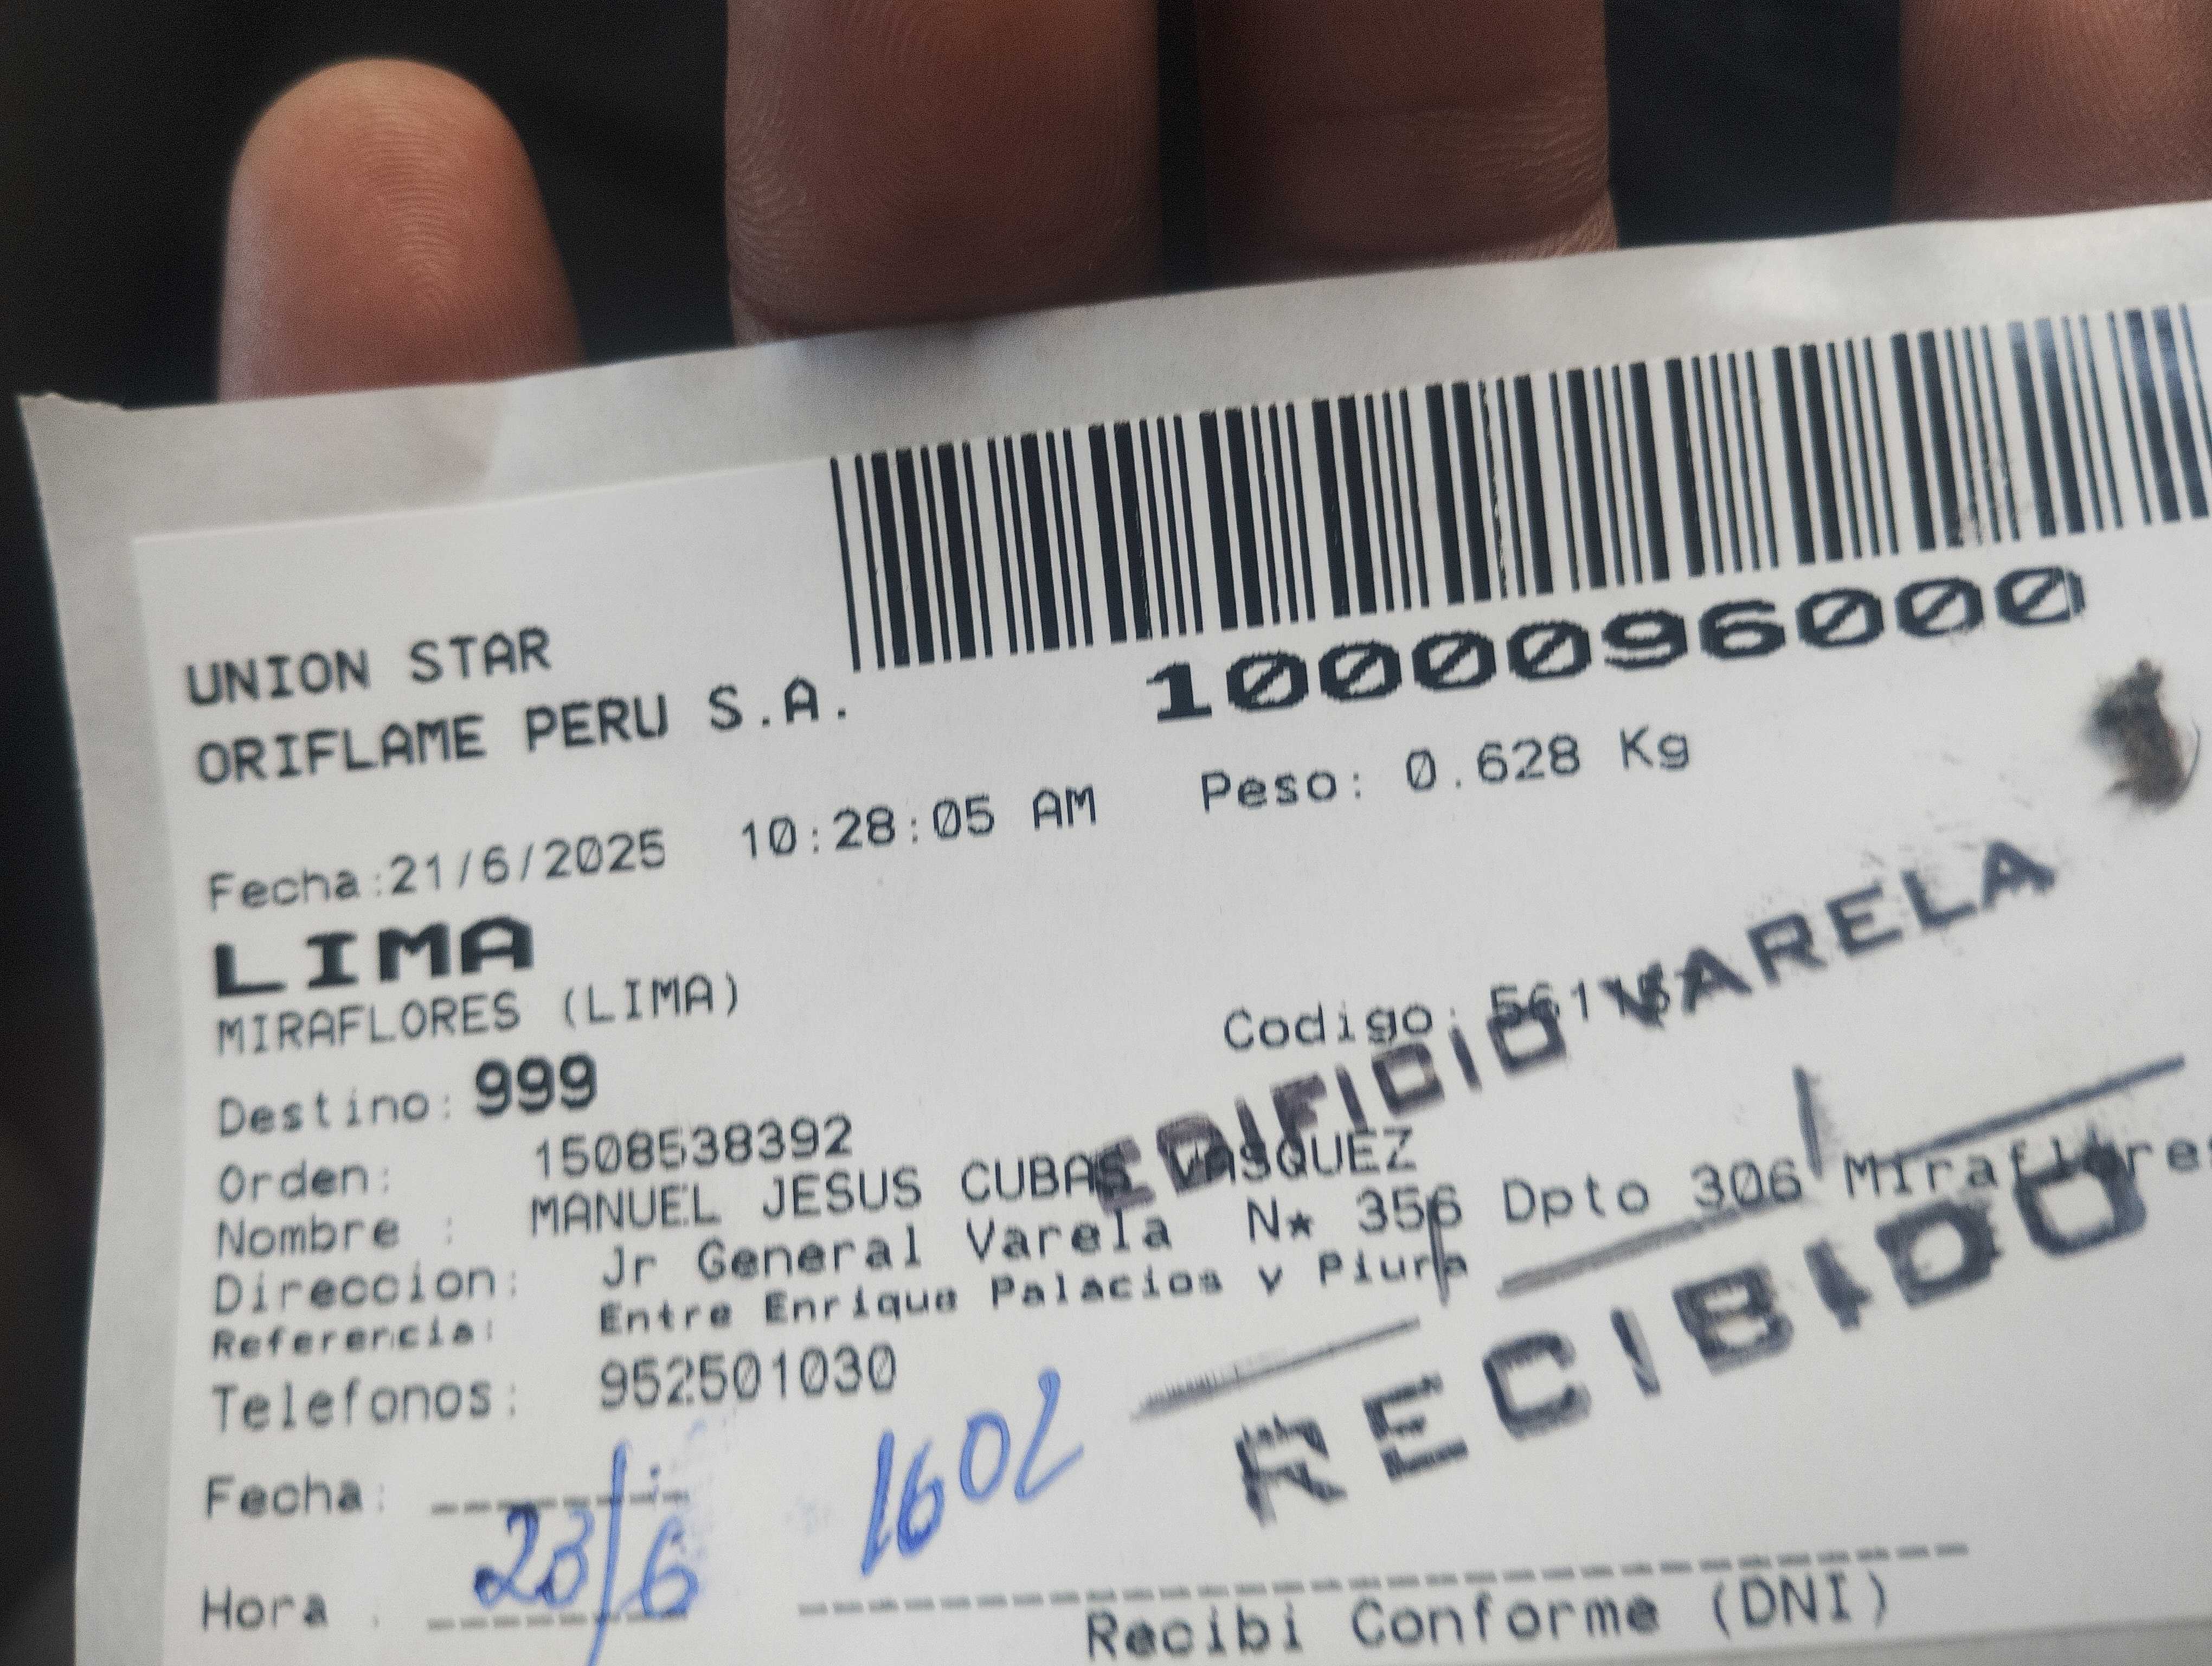 1000096000
UNION STAR
ORIFLAME PERU S.A.
Fecha:21/6/2025 10:28:05 AM Peso: 0.628 Kg
LIMA
MIRAFLORES (LIMA)
Codigo:
EDIFICIO VARELA
Destino: 999
Orden: 1508538392
Nombre : MANUEL JESUS CUBAS VASQUEZ
Direccion: Jr General Varela N* 356 Dpto 306 Miraflores
Referencia: Entre Enrique Palacios y Piura
Telefonos: 952501030
RECIBIDO
Fecha: 23/6 1602
Hora :
Recibi Conforme (DNI)